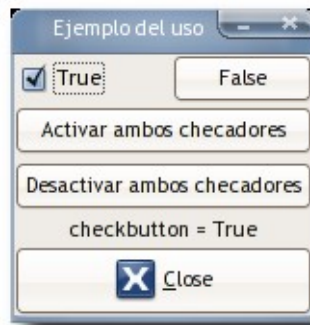 Ejemplo del uso
True False
Activar ambos checadores
Desactivar ambos checadores
checkbutton = True
Close